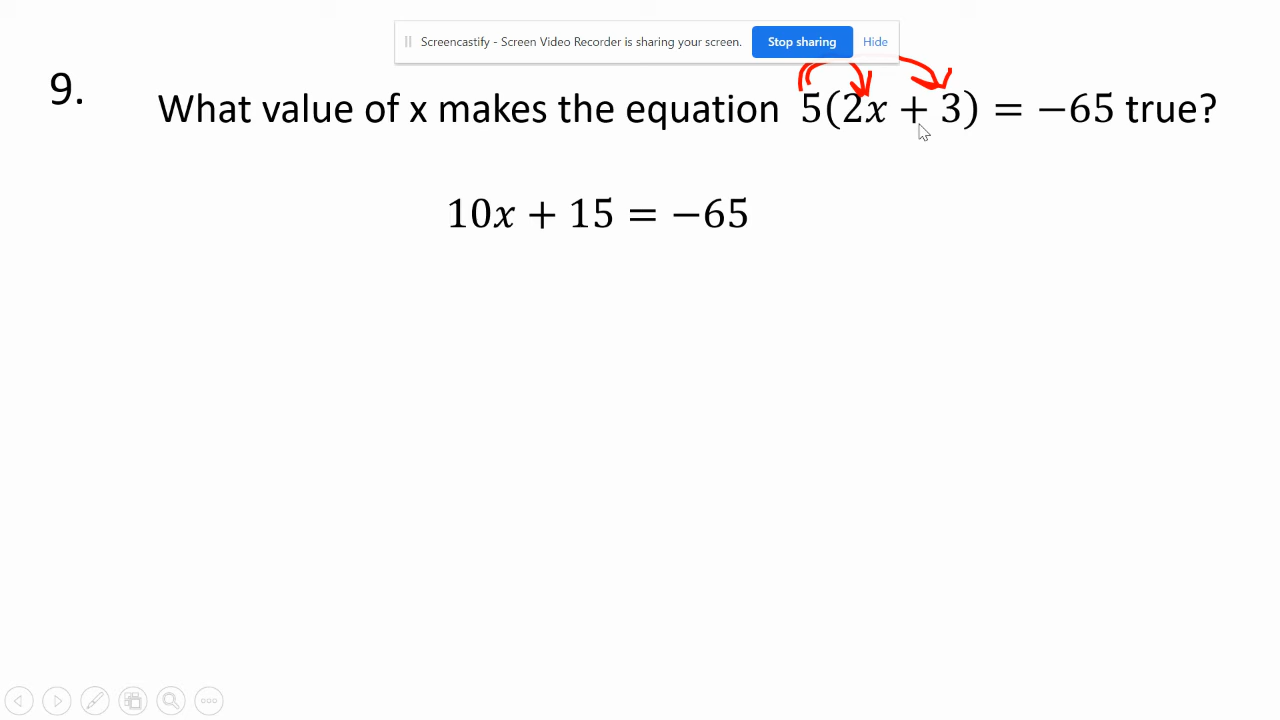 Screencastify - Screen Video Recorder is sharing your screen. Stop sharing Hide
9. What value of x makes the equation 5(2x + 3) = −65 true?
10x + 15 = −65